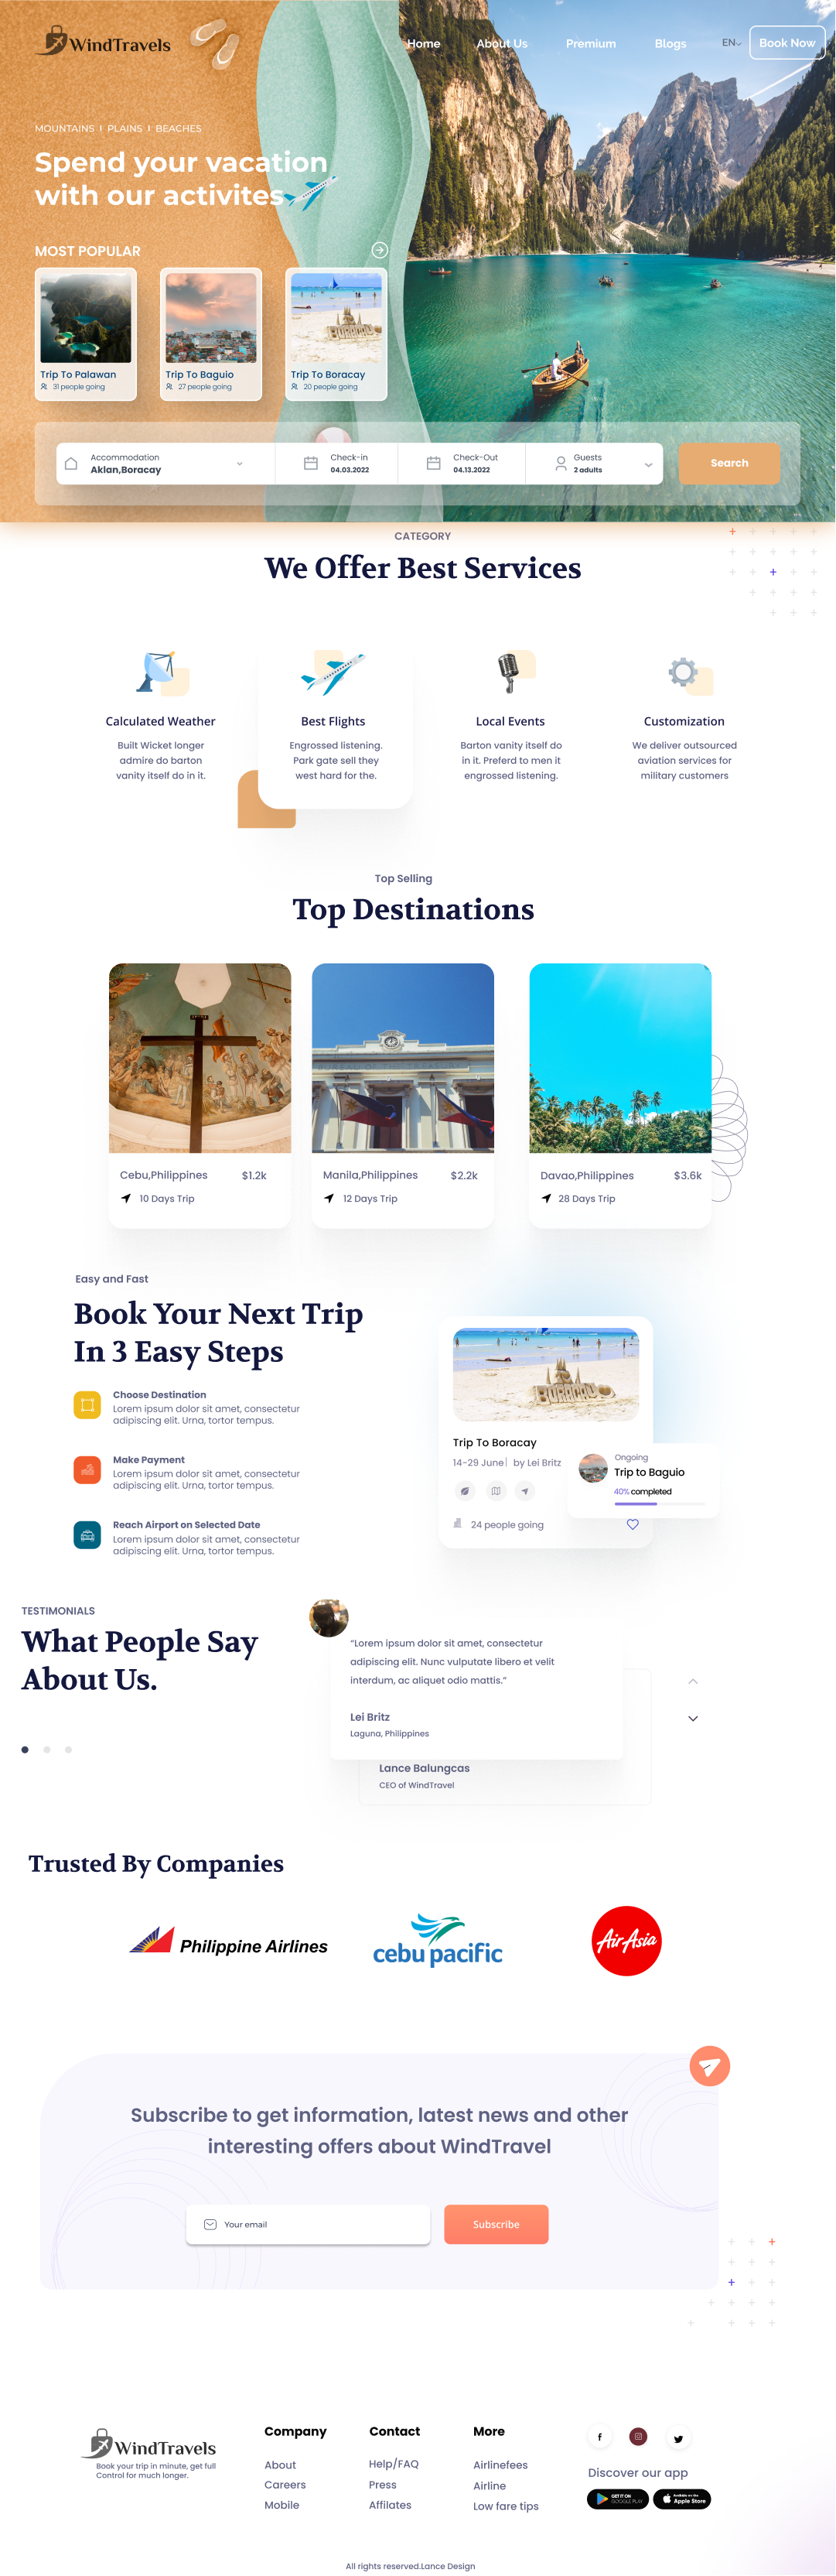 WindTravels
Home
About Us
Premium
Blogs
EN
Book Now
MOUNTAINS I PLAINS I BEACHES
Spend your vacation
with our activites
MOST POPULAR
BORACAY
Trip To Palawan
Trip To Baguio
Trip To Boracay
31 people going
27 people going
20 people going
Accommodation
Aklan,Boracay
Check-in
04.03.2022
Check-Out
04.13.2022
Guests
2 adults
Search
CATEGORY
We Offer Best Services
Calculated Weather
Built Wicket longer
admire do barton
vanity itself do in it.
Best Flights
Engrossed listening.
Park gate sell they
west hard for the.
Local Events
Barton vanity itself do
in it. Preferd to men it
engrossed listening.
Customization
We deliver outsourced
aviation services for
military customers
Top Selling
Top Destinations
BUREAU OF THE TREASURY
Cebu,Philippines
$1.2k
10 Days Trip
Manila,Philippines
$2.2k
12 Days Trip
Davao,Philippines
$3.6k
28 Days Trip
Easy and Fast
Book Your Next Trip
In 3 Easy Steps
Choose Destination
Lorem ipsum dolor sit amet, consectetur
adipiscing elit. Urna, tortor tempus.
Make Payment
Lorem ipsum dolor sit amet, consectetur
adipiscing elit. Urna, tortor tempus.
Reach Airport on Selected Date
Lorem ipsum dolor sit amet, consectetur
adipiscing elit. Urna, tortor tempus.
BORACAY
Trip To Boracay
14-29 June | by Lei Britz
24 people going
Ongoing
Trip to Baguio
40% completed
TESTIMONIALS
What People Say
About Us.
“Lorem ipsum dolor sit amet, consectetur
adipiscing elit. Nunc vulputate libero et velit
interdum, ac aliquet odio mattis.”
Lei Britz
Laguna, Philippines
Lance Balungcas
CEO of WindTravel
Trusted By Companies
Philippine Airlines
cebu pacific
AirAsia
Subscribe to get information, latest news and other
interesting offers about WindTravel
Your email
Subscribe
WindTravels
Book your trip in minute, get full
Control for much longer.
Company
About
Careers
Mobile
Contact
Help/FAQ
Press
Affilates
More
Airlinefees
Airline
Low fare tips
f
Discover our app
GET IT ON
GOOGLE PLAY
Available on the
Apple Store
All rights reserved.Lance Design